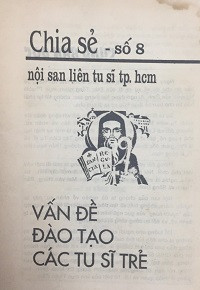 Chia sẻ - số 8
nội san liên tu sĩ tp. hcm
VẤN ĐỀ
ĐÀO TẠO
CÁC TU SĨ TRẺ